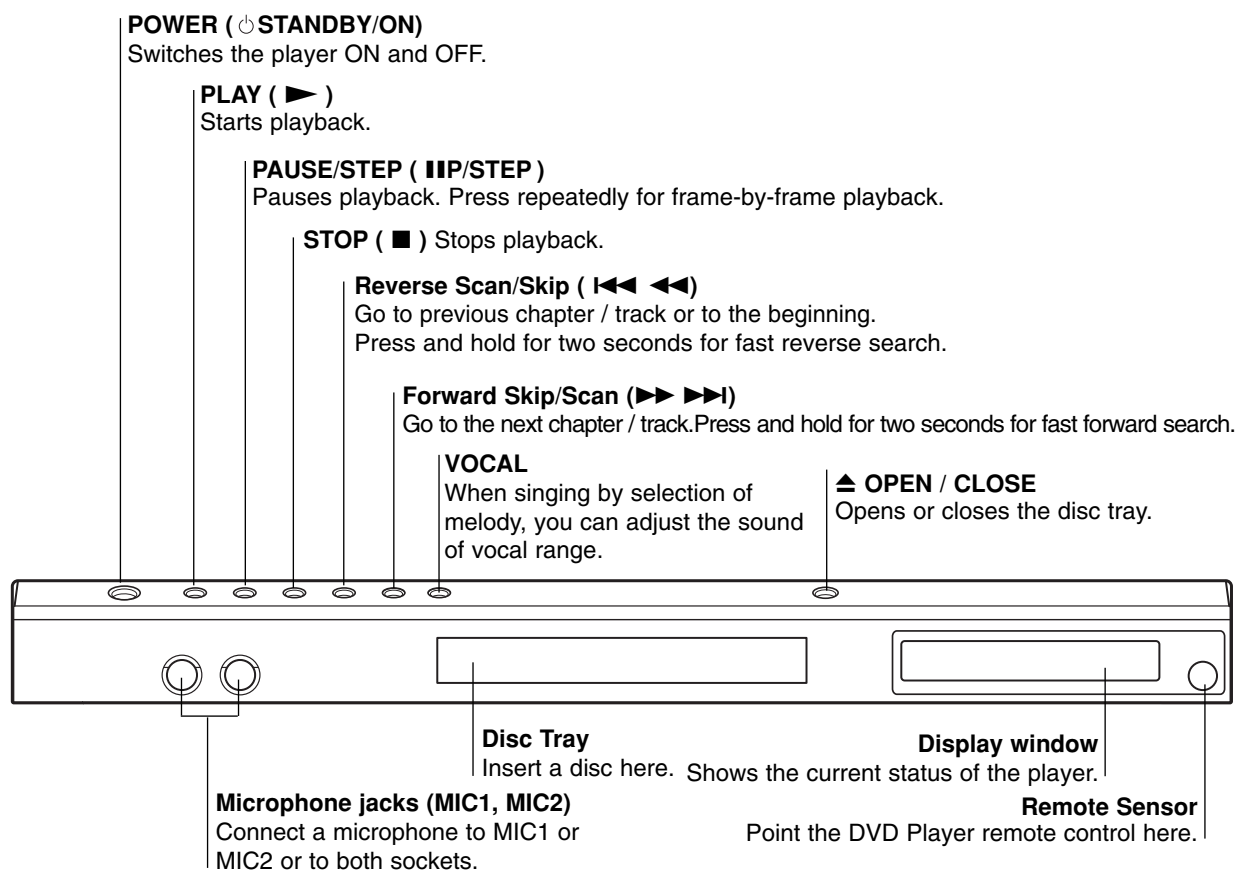 POWER ( ⏻ STANDBY/ON)
Switches the player ON and OFF.
PLAY ( ► )
Starts playback.
PAUSE/STEP ( ❚❚P/STEP )
Pauses playback. Press repeatedly for frame-by-frame playback.
STOP ( ■ ) Stops playback.
Reverse Scan/Skip ( I◄◄ ◄◄)
Go to previous chapter / track or to the beginning.
Press and hold for two seconds for fast reverse search.
Forward Skip/Scan (►► ►►I)
Go to the next chapter / track.Press and hold for two seconds for fast forward search.
VOCAL
When singing by selection of
melody, you can adjust the sound
of vocal range.
⏏ OPEN / CLOSE
Opens or closes the disc tray.
Disc Tray
Insert a disc here.
Display window
Shows the current status of the player.
Microphone jacks (MIC1, MIC2)
Connect a microphone to MIC1 or
MIC2 or to both sockets.
Remote Sensor
Point the DVD Player remote control here.